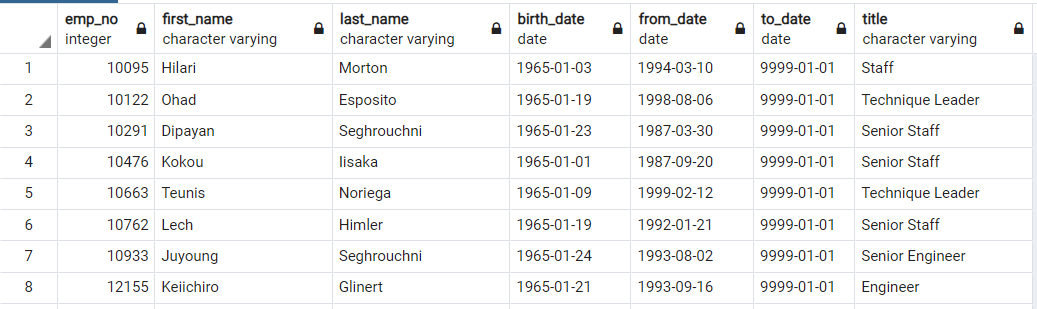 emp_no first_name last_name birth_date from_date to_date title
integer character varying character varying date date date character varying
1 10095 Hilari Morton 1965-01-03 1994-03-10 9999-01-01 Staff
2 10122 Ohad Esposito 1965-01-19 1998-08-06 9999-01-01 Technique Leader
3 10291 Dipayan Seghrouchni 1965-01-23 1987-03-30 9999-01-01 Senior Staff
4 10476 Kokou Iisaka 1965-01-01 1987-09-20 9999-01-01 Senior Staff
5 10663 Teunis Noriega 1965-01-09 1999-02-12 9999-01-01 Technique Leader
6 10762 Lech Himler 1965-01-19 1992-01-21 9999-01-01 Senior Staff
7 10933 Juyoung Seghrouchni 1965-01-24 1993-08-02 9999-01-01 Senior Engineer
8 12155 Keiichiro Glinert 1965-01-21 1993-09-16 9999-01-01 Engineer